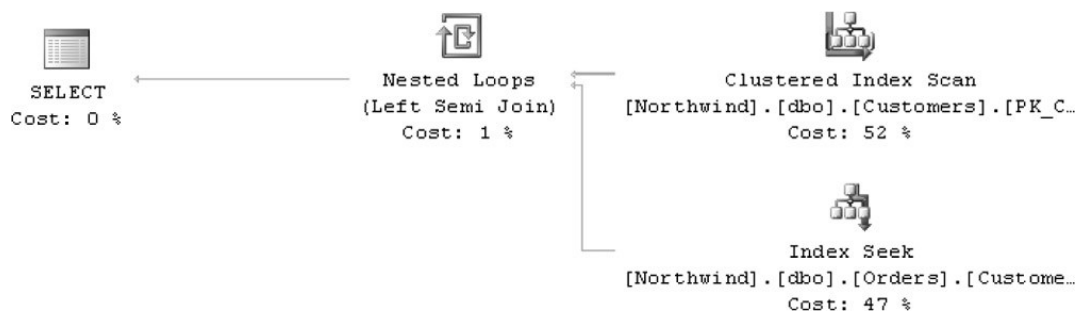 SELECT
Cost: 0 %
Nested Loops
(Left Semi Join)
Cost: 1 %
Clustered Index Scan
[Northwind].[dbo].[Customers].[PK_C…
Cost: 52 %
Index Seek
[Northwind].[dbo].[Orders].[Custome…
Cost: 47 %